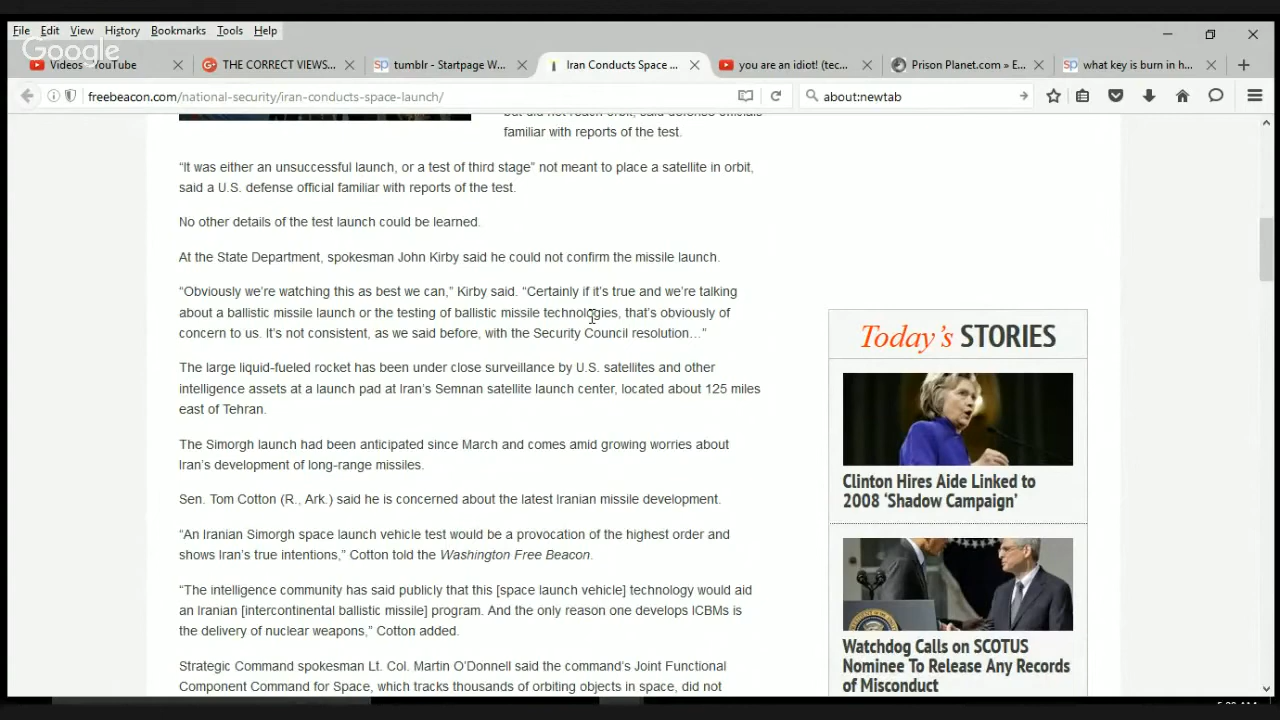 File Edit View History Bookmarks Tools Help
Google
Videos - YouTube
THE CORRECT VIEWS...
tumblr - Startpage W...
Iran Conducts Space ...
you are an idiot! (tec...
Prison Planet.com » E...
what key is burn in h...
freebeacon.com/national-security/iran-conducts-space-launch/
about:newtab
but did not reach orbit, said defense officials
familiar with reports of the test.
“It was either an unsuccessful launch, or a test of third stage” not meant to place a satellite in orbit,
said a U.S. defense official familiar with reports of the test.
No other details of the test launch could be learned.
At the State Department, spokesman John Kirby said he could not confirm the missile launch.
“Obviously we’re watching this as best we can,” Kirby said. “Certainly if it’s true and we’re talking
about a ballistic missile launch or the testing of ballistic missile technologies, that’s obviously of
concern to us. It’s not consistent, as we said before, with the Security Council resolution…”
The large liquid-fueled rocket has been under close surveillance by U.S. satellites and other
intelligence assets at a launch pad at Iran’s Semnan satellite launch center, located about 125 miles
east of Tehran.
The Simorgh launch had been anticipated since March and comes amid growing worries about
Iran’s development of long-range missiles.
Sen. Tom Cotton (R., Ark.) said he is concerned about the latest Iranian missile development.
“An Iranian Simorgh space launch vehicle test would be a provocation of the highest order and
shows Iran’s true intentions,” Cotton told the Washington Free Beacon.
“The intelligence community has said publicly that this [space launch vehicle] technology would aid
an Iranian [intercontinental ballistic missile] program. And the only reason one develops ICBMs is
the delivery of nuclear weapons,” Cotton added.
Strategic Command spokesman Lt. Col. Martin O’Donnell said the command’s Joint Functional
Component Command for Space, which tracks thousands of orbiting objects in space, did not
Today’s STORIES
Clinton Hires Aide Linked to
2008 ‘Shadow Campaign’
Watchdog Calls on SCOTUS
Nominee To Release Any Records
of Misconduct